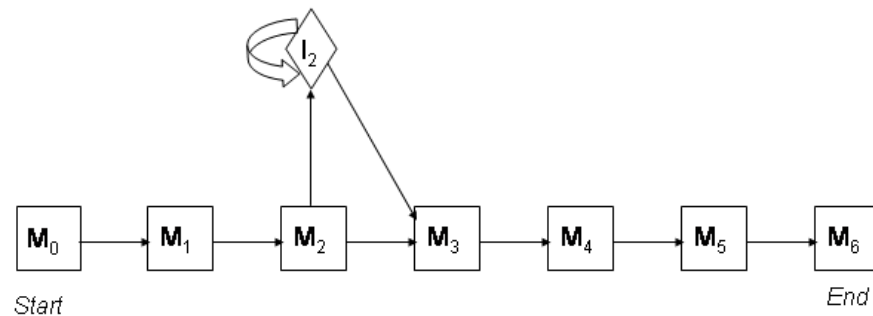 I₂
M₀ M₁ M₂ M₃ M₄ M₅ M₆
Start End